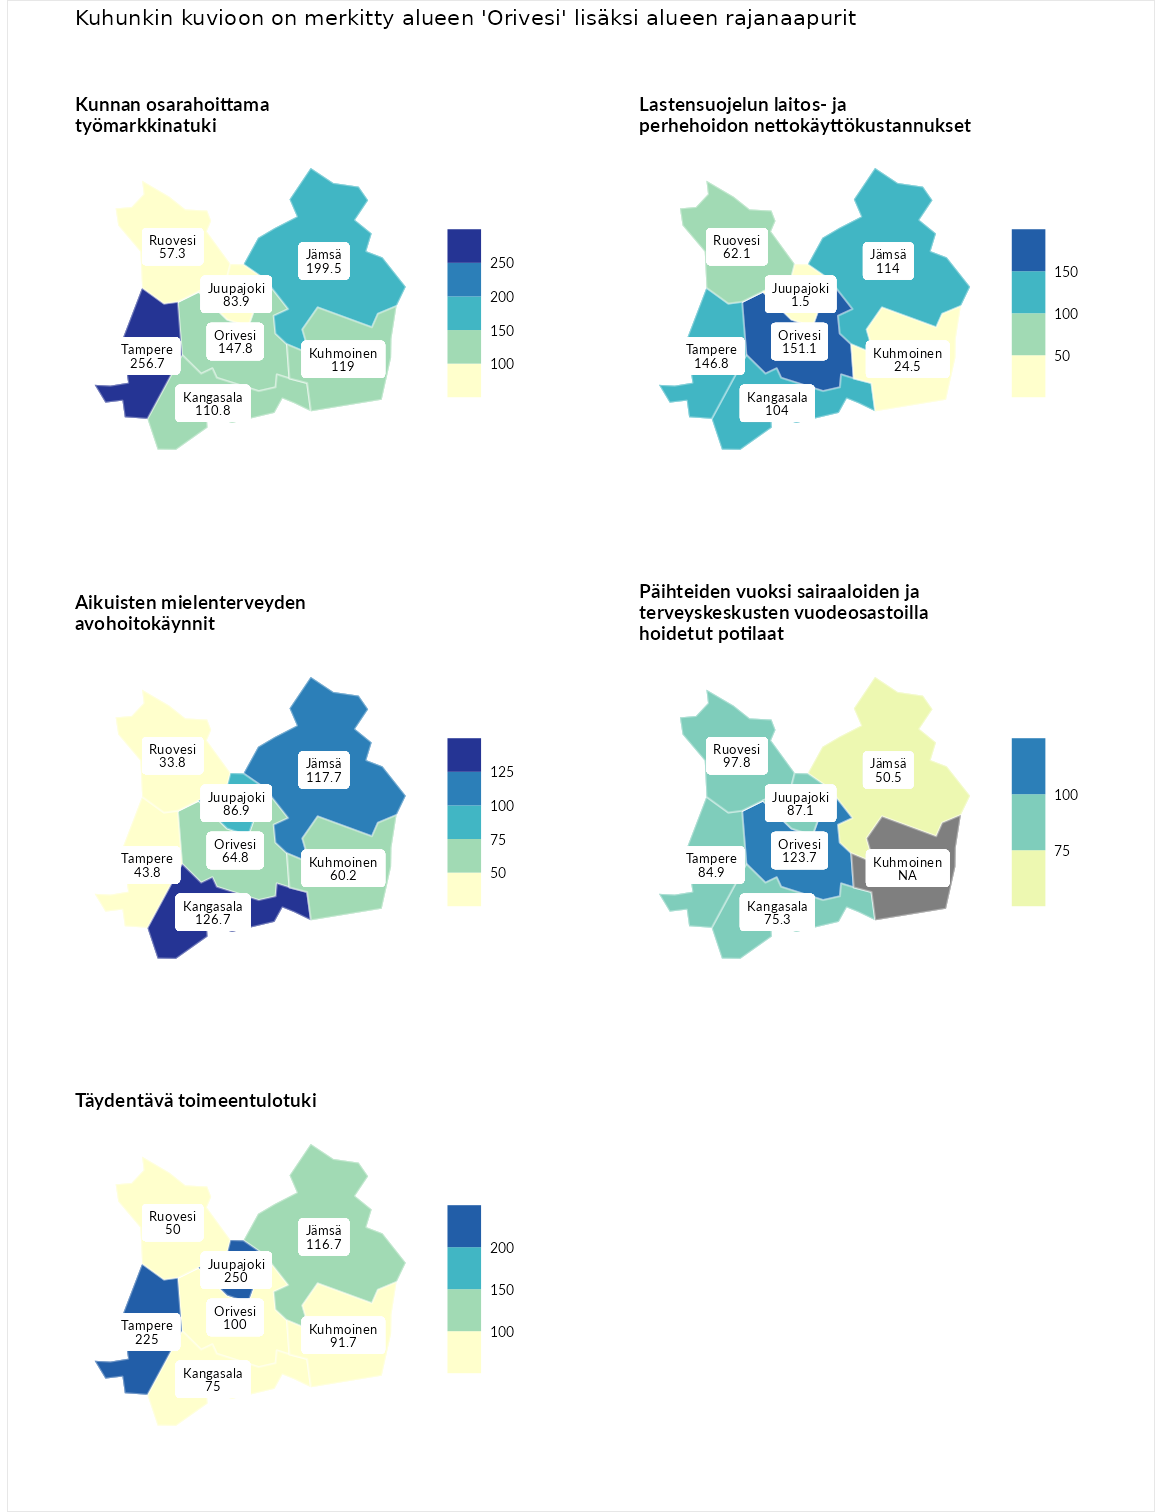 Kuhunkin kuvioon on merkitty alueen 'Orivesi' lisäksi alueen rajanaapurit
Kunnan osarahoittama
työmarkkinatuki
Ruovesi
57.3
Jämsä
199.5
Juupajoki
83.9
Orivesi
147.8
Tampere
256.7
Kuhmoinen
119
Kangasala
110.8
250
200
150
100
Lastensuojelun laitos- ja
perhehoidon nettokäyttökustannukset
Ruovesi
62.1
Jämsä
114
Juupajoki
1.5
Orivesi
151.1
Tampere
146.8
Kuhmoinen
24.5
Kangasala
104
150
100
50
Aikuisten mielenterveyden
avohoitokäynnit
Ruovesi
33.8
Jämsä
117.7
Juupajoki
86.9
Orivesi
64.8
Tampere
43.8
Kuhmoinen
60.2
Kangasala
126.7
125
100
75
50
Päihteiden vuoksi sairaaloiden ja
terveyskeskusten vuodeosastoilla
hoidetut potilaat
Ruovesi
97.8
Jämsä
50.5
Juupajoki
87.1
Orivesi
123.7
Tampere
84.9
Kuhmoinen
NA
Kangasala
75.3
100
75
Täydentävä toimeentulotuki
Ruovesi
50
Jämsä
116.7
Juupajoki
250
Orivesi
100
Tampere
225
Kuhmoinen
91.7
Kangasala
75
200
150
100